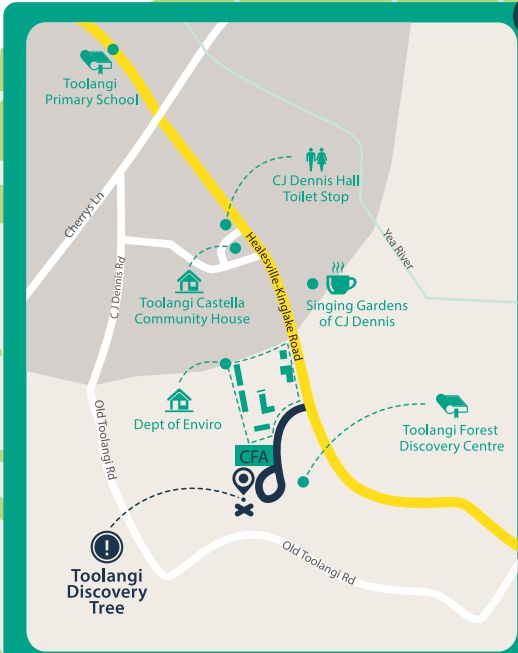 Toolangi
Primary School
CJ Dennis Hall
Toilet Stop
Cherrys Ln
Yea River
Healesville-Kinglake Road
C J Dennis Rd
Toolangi Castella
Community House
Singing Gardens
of CJ Dennis
Dept of Enviro
Toolangi Forest
Discovery Centre
Old Toolangi Rd
CFA
!
Toolangi
Discovery
Tree
Old Toolangi Rd